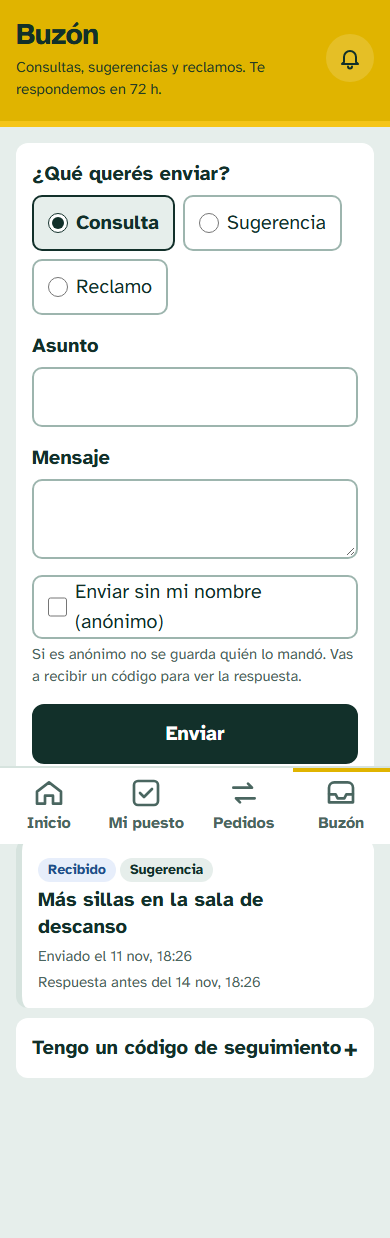 Buzón
Consultas, sugerencias y reclamos. Te
respondemos en 72 h.
¿Qué querés enviar?
Consulta
Sugerencia
Reclamo
Asunto
Mensaje
Enviar sin mi nombre
(anónimo)
Si es anónimo no se guarda quién lo mandó. Vas
a recibir un código para ver la respuesta.
Enviar
Inicio
Mi puesto
Pedidos
Buzón
Recibido
Sugerencia
Más sillas en la sala de
descanso
Enviado el 11 nov, 18:26
Respuesta antes del 14 nov, 18:26
Tengo un código de seguimiento +